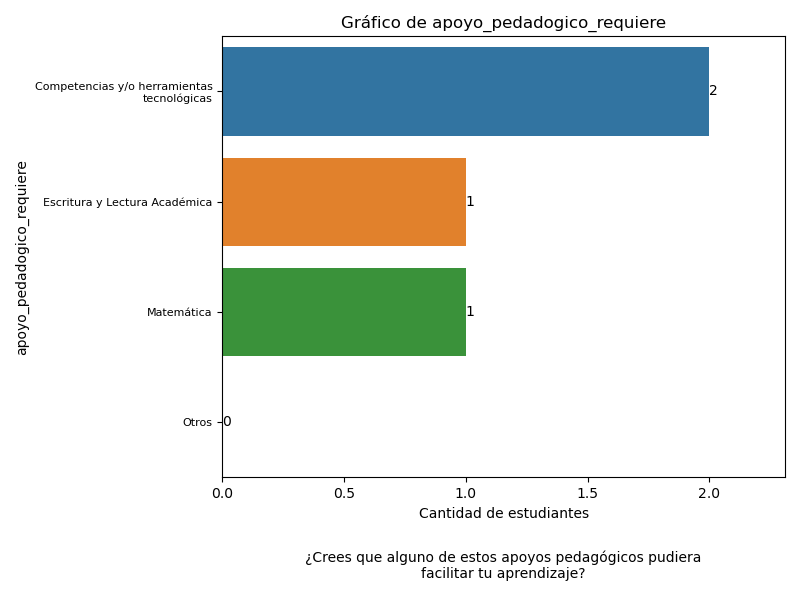 Gráfico de apoyo_pedadogico_requiere
apoyo_pedadogico_requiere
Competencias y/o herramientas
tecnológicas
2
Escritura y Lectura Académica
1
Matemática
1
Otros
0
0.0 0.5 1.0 1.5 2.0
Cantidad de estudiantes
¿Crees que alguno de estos apoyos pedagógicos pudiera
facilitar tu aprendizaje?